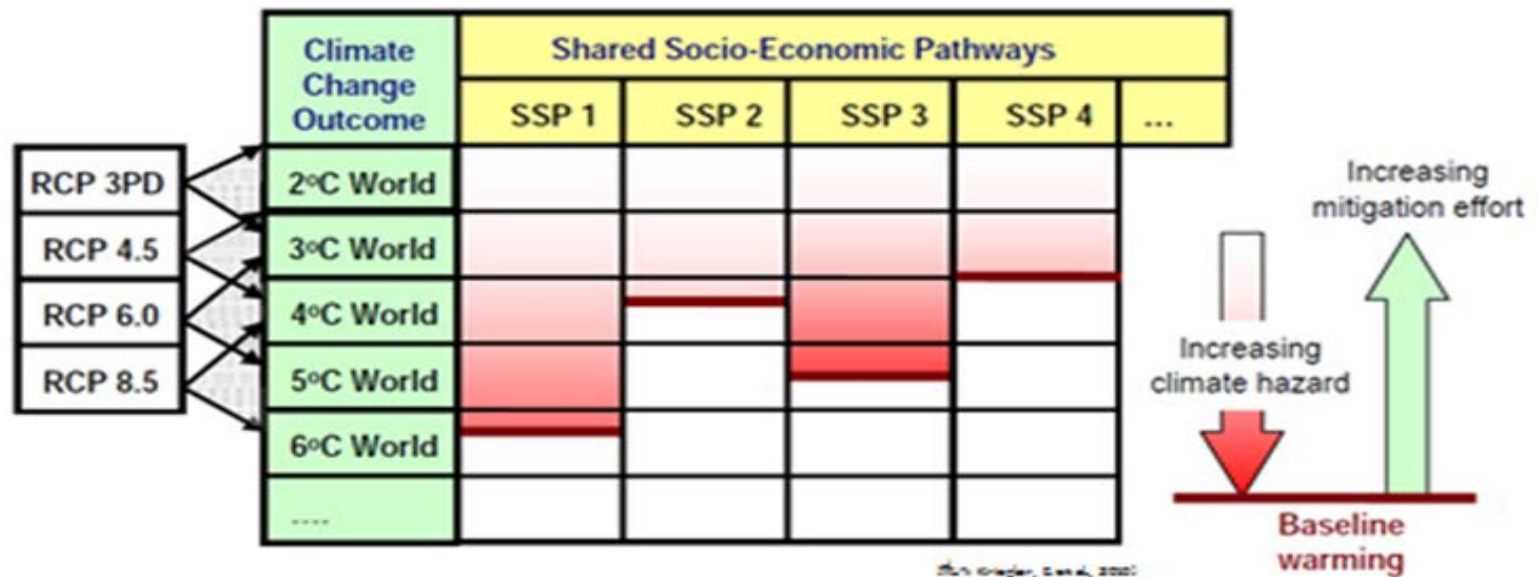 Climate
Change
Outcome
Shared Socio-Economic Pathways
SSP 1
SSP 2
SSP 3
SSP 4
...
RCP 3PD
RCP 4.5
RCP 6.0
RCP 8.5
2°C World
3°C World
4°C World
5°C World
6°C World
....
Increasing
mitigation effort
Increasing
climate hazard
Baseline
warming